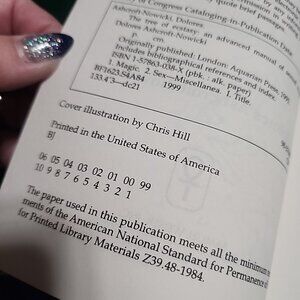 quote brief passages in
of Congress Cataloging-in-Publication Data
Ashcroft-Nowicki, Dolores.
The tree of ecstasy: an advanced manual of sexual
Dolores Ashcroft-Nowicki
p. cm.
Originally published: London: Aquarian Press, 1991.
Includes bibliographical references and index.
ISBN 1-57863-038-X (pbk. : alk. paper)
1. Magic. 2. Sex—Miscellanea. I. Title.
BF1623.S4A84 1999
133.4'3—dc21
Cover illustration by Chris Hill
Printed in the United States of America
BJ
06 05 04 03 02 01 00 99
10 9 8 7 6 5 4 3 2 1
The paper used in this publication meets all the minimum
ments of the American National Standard for Permanence
for Printed Library Materials Z39.48-1984.